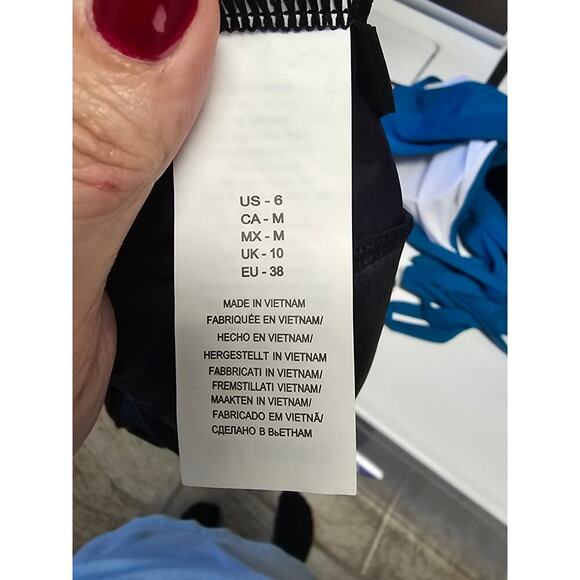 US - 6
CA - M
MX - M
UK - 10
EU - 38
MADE IN VIETNAM
FABRIQUÉE EN VIETNAM/
HECHO EN VIETNAM/
HERGESTELLT IN VIETNAM
FABBRICATI IN VIETNAM/
FREMSTILLATI VIETNAM/
MAAKTEN IN VIETNAM/
FABRICADO EM VIETNÃ/
СДЕЛАНО В ВЬЕТНАМ